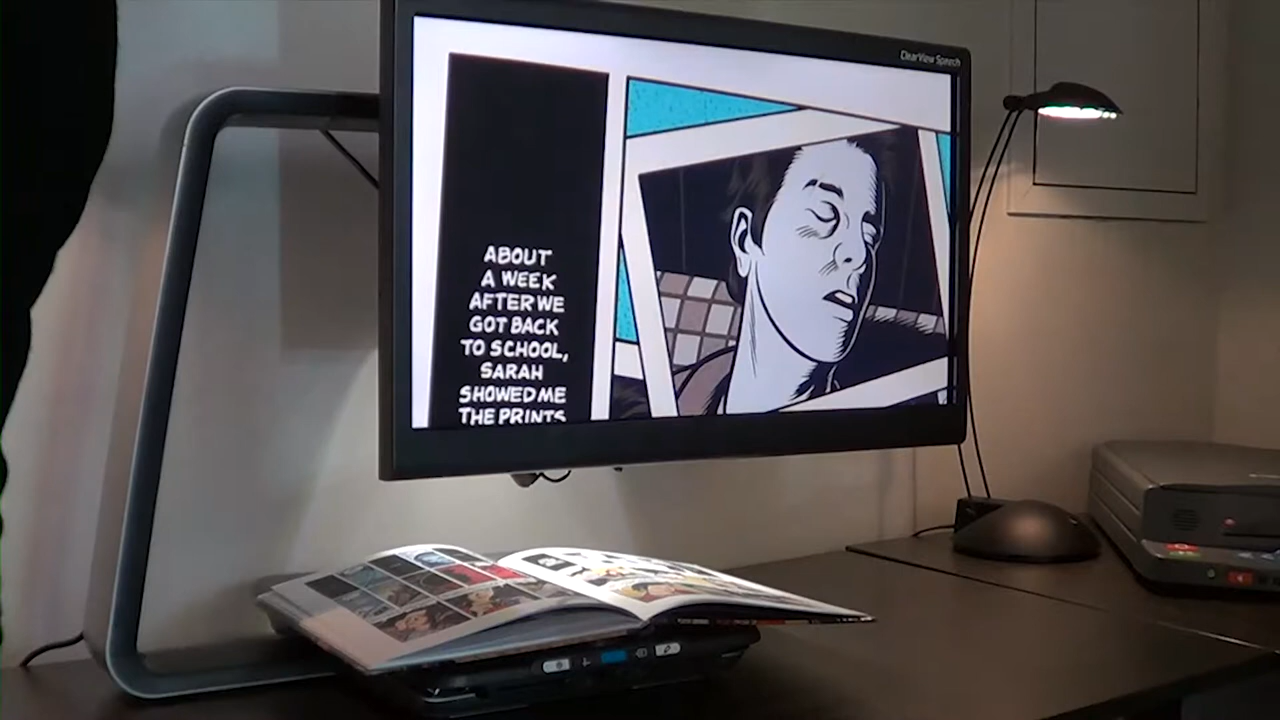 ClearView Speech
ABOUT
A WEEK
AFTER WE
GOT BACK
TO SCHOOL,
SARAH
SHOWED ME
THE PRINTS